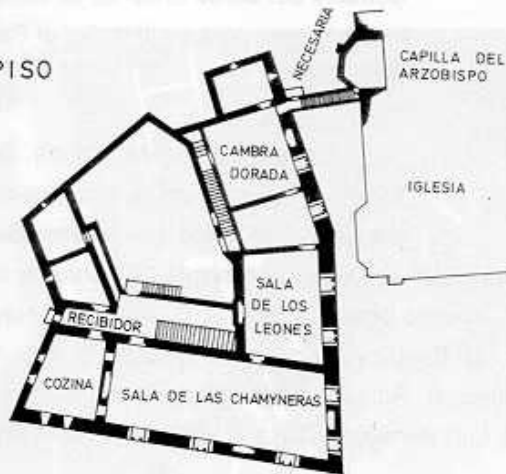 PISO
NECESARIA
CAPILLA DEL
ARZOBISPO
CAMBRA
DORADA
IGLESIA
SALA
DE LOS
LEONES
RECIBIDOR
COZINA
SALA DE LAS CHAMYNERAS